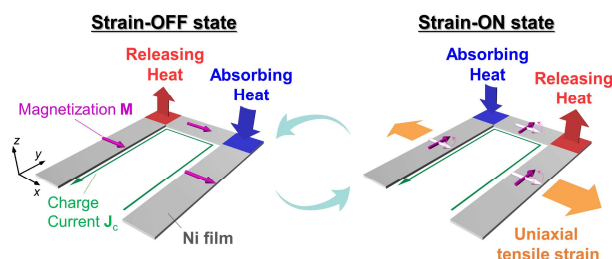 Strain-OFF state
Strain-ON state
Releasing
Heat
Absorbing
Heat
Magnetization M
z
y
x
Charge
Current Jc
Ni film
Absorbing
Heat
Releasing
Heat
Uniaxial
tensile strain